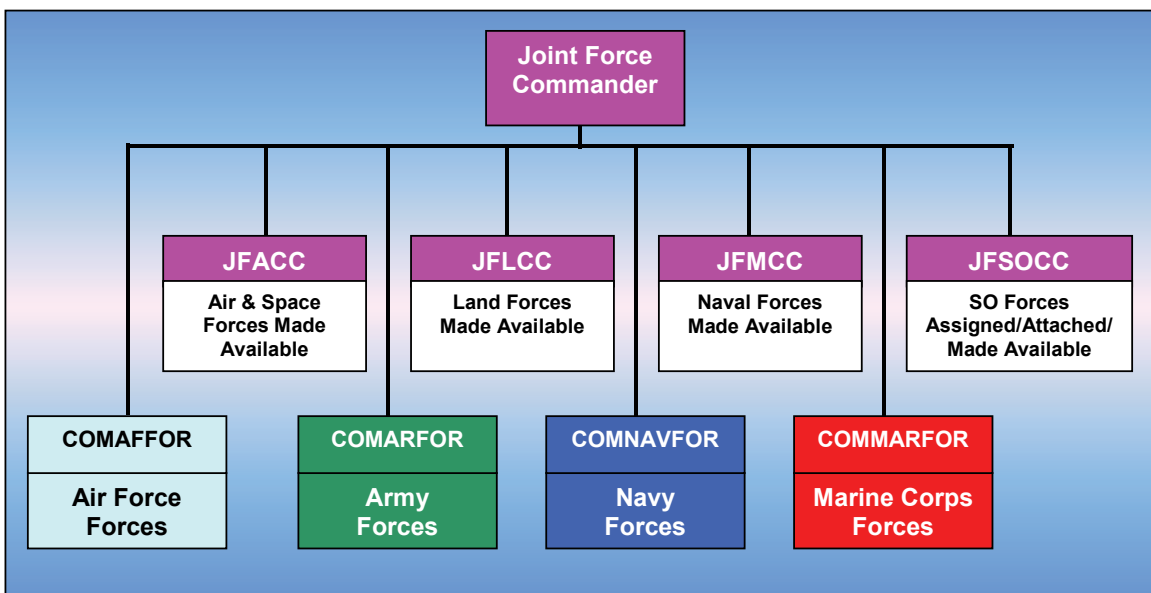 Joint Force
Commander
JFACC
Air & Space
Forces Made
Available
JFLCC
Land Forces
Made Available
JFMCC
Naval Forces
Made Available
JFSOCC
SO Forces
Assigned/Attached/
Made Available
COMAFFOR
Air Force
Forces
COMARFOR
Army
Forces
COMNAVFOR
Navy
Forces
COMMARFOR
Marine Corps
Forces